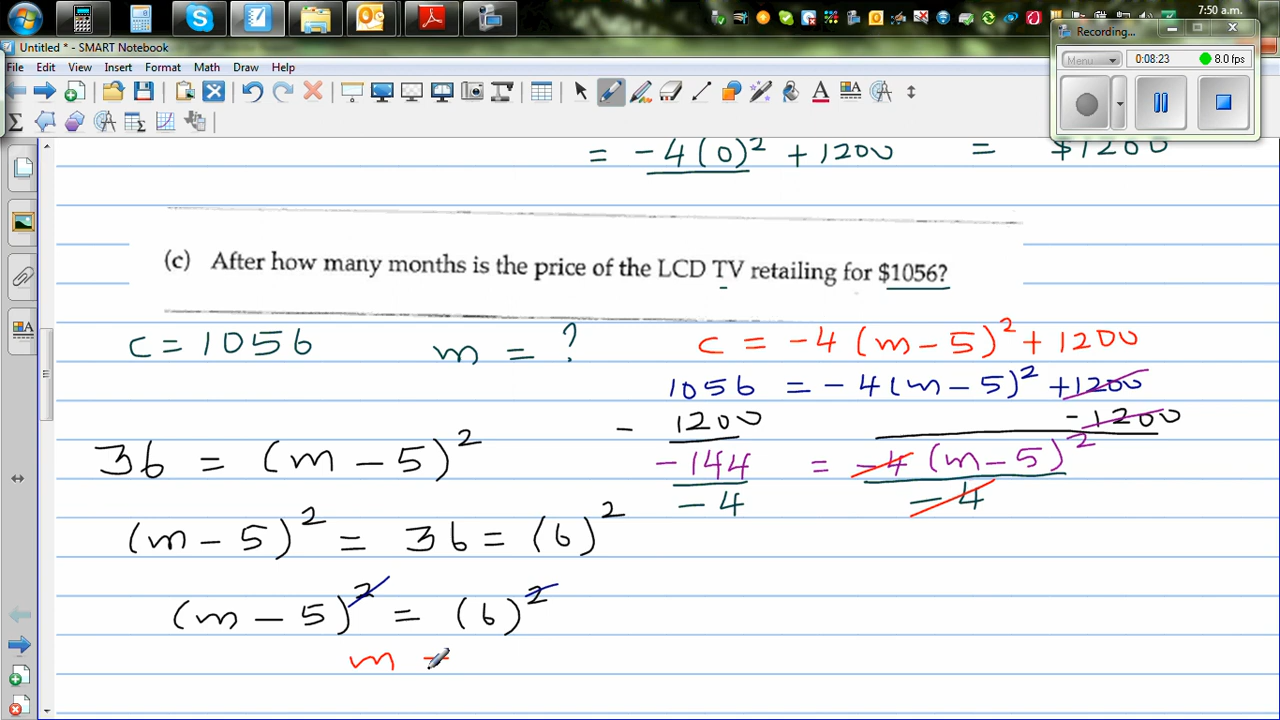 7:50 a.m.
Untitled * - SMART Notebook
Recording...
File Edit View Insert Format Math Draw Help
Menu 0:08:23 8.0 fps
= -4(0)² + 1200 = $1200
(c) After how many months is the price of the LCD TV retailing for $1056?
c = 1056 m = ? c = -4(m-5)² + 1200
1056 = -4(m-5)² +1200
- 1200 -1200
36 = (m-5)² -144 = -4(m-5)²
-4 -4
(m-5)² = 36 = (6)²
(m-5)² = (6)²
m